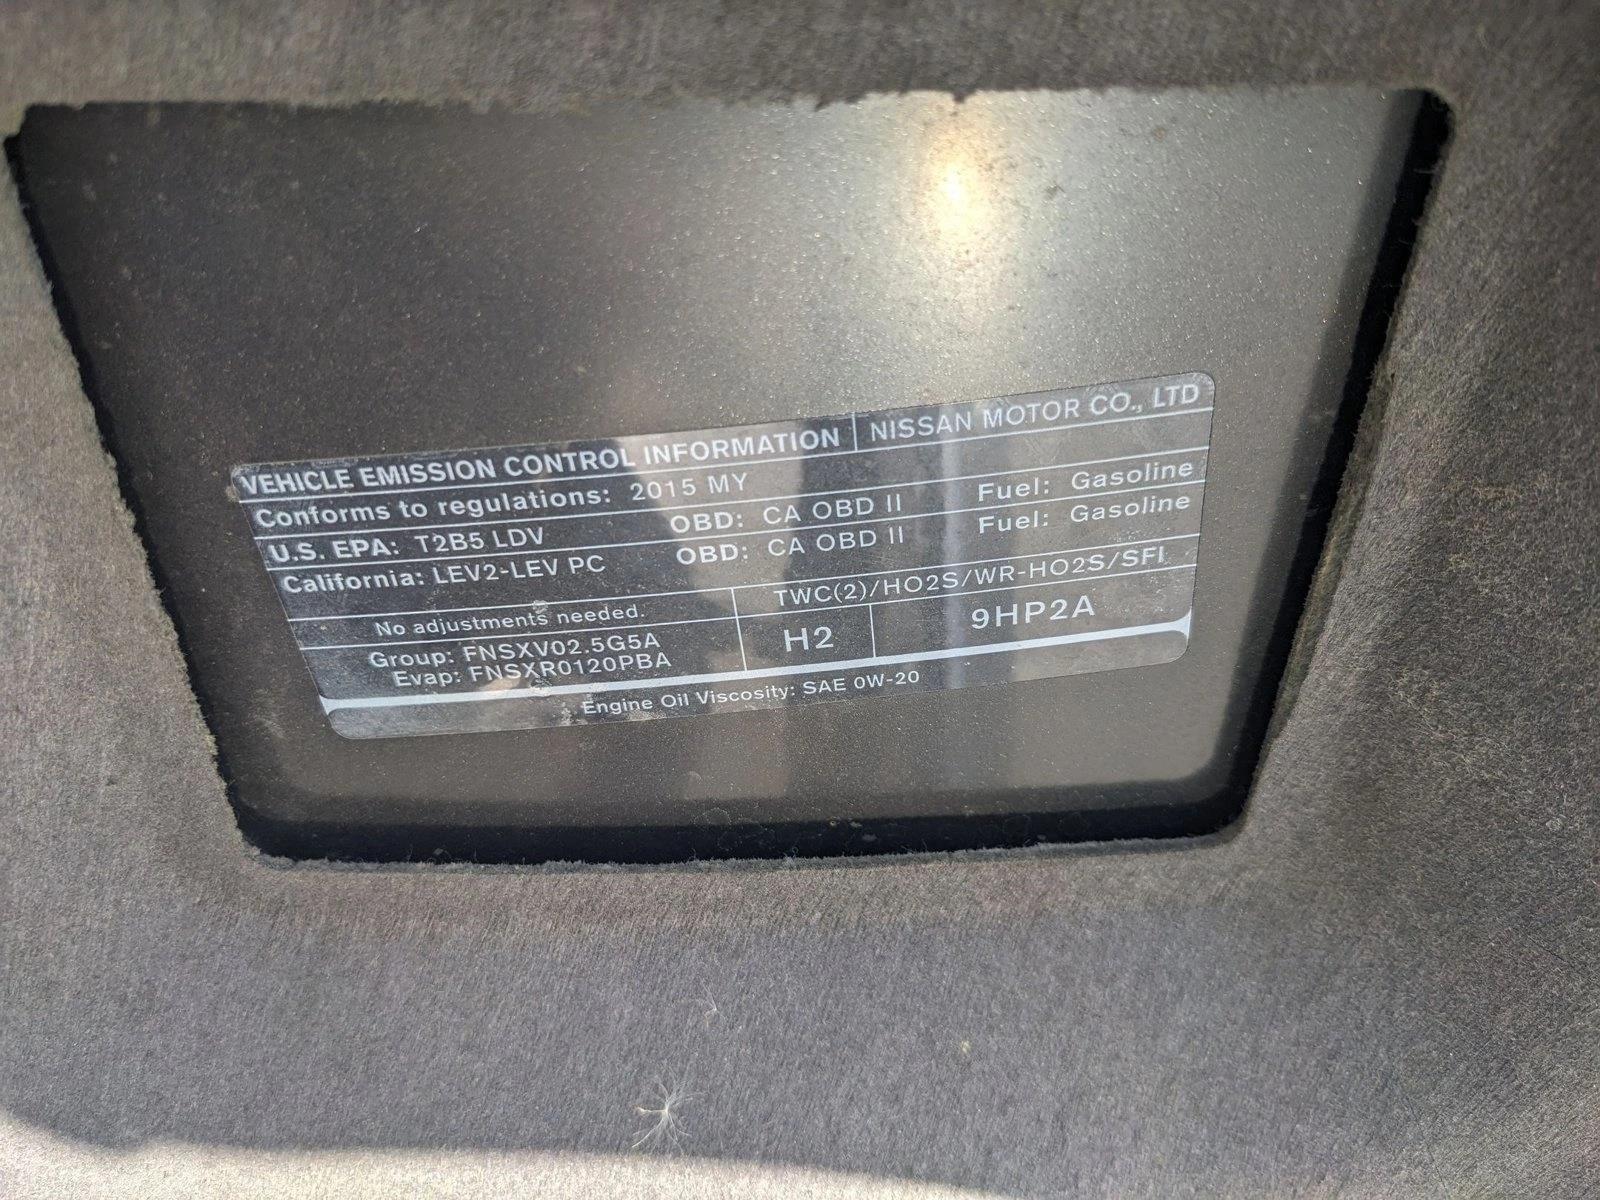 VEHICLE EMISSION CONTROL INFORMATION NISSAN MOTOR CO., LTD
Conforms to regulations: 2015 MY
U.S. EPA: T2B5 LDV OBD: CA OBD II Fuel: Gasoline
California: LEV2-LEV PC OBD: CA OBD II Fuel: Gasoline
No adjustments needed. TWC(2)/HO2S/WR-HO2S/SFI
Group: FNSXV02.5G5A
Evap: FNSXR0120PBA
H2 9HP2A
Engine Oil Viscosity: SAE 0W-20